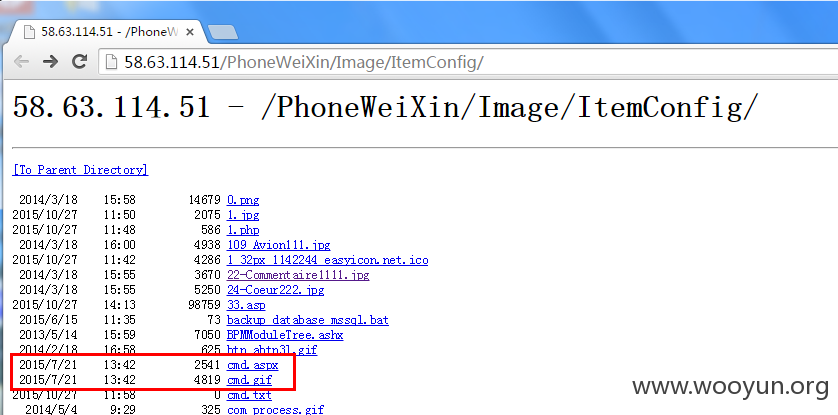 58.63.114.51 - /PhoneW
58.63.114.51/PhoneWeiXin/Image/ItemConfig/
58.63.114.51 - /PhoneWeiXin/Image/ItemConfig/
[To Parent Directory]
2014/3/18 15:58 14679 0.png
2015/10/27 11:50 2075 1.jpg
2015/10/27 11:48 586 1.php
2014/3/18 16:00 4938 109_Avion111.jpg
2015/10/27 11:42 4286 1_32px_1142244_easyicon.net.ico
2014/3/18 15:55 3670 22-Commentaire1111.jpg
2014/3/18 15:55 5250 24-Coeur222.jpg
2015/10/27 14:13 98759 33.asp
2015/6/15 11:35 73 backup_database_mssql.bat
2013/5/14 15:59 7050 BPMModuleTree.ashx
2014/2/18 16:58 625 btn_abtn3l.gif
2015/7/21 13:42 2541 cmd.aspx
2015/7/21 13:42 4819 cmd.gif
2015/10/27 11:58 0 cmd.txt
2014/5/4 9:29 325 com_process.gif
www.wooyun.org